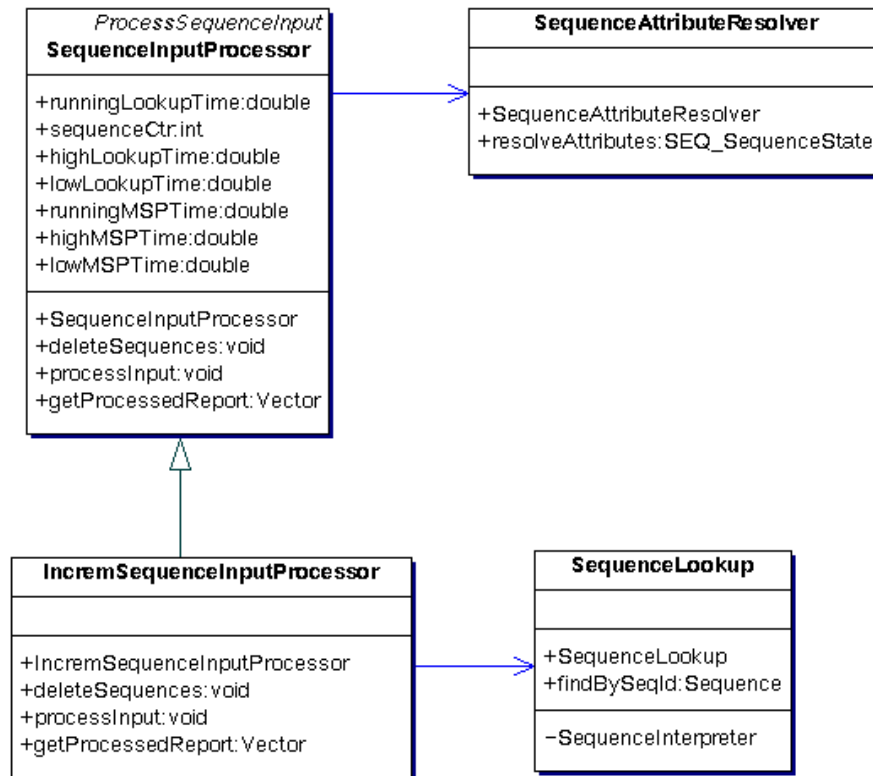 ProcessSequenceInput
SequenceInputProcessor
+runningLookupTime:double
+sequenceCtr:int
+highLookupTime:double
+lowLookupTime:double
+runningMSPTime:double
+highMSPTime:double
+lowMSPTime:double
+SequenceInputProcessor
+deleteSequences:void
+processInput:void
+getProcessedReport:Vector
SequenceAttributeResolver
+SequenceAttributeResolver
+resolveAttributes:SEQ_SequenceState
IncremSequenceInputProcessor
+IncremSequenceInputProcessor
+deleteSequences:void
+processInput:void
+getProcessedReport:Vector
SequenceLookup
+SequenceLookup
+findBySeqId:Sequence
-SequenceInterpreter